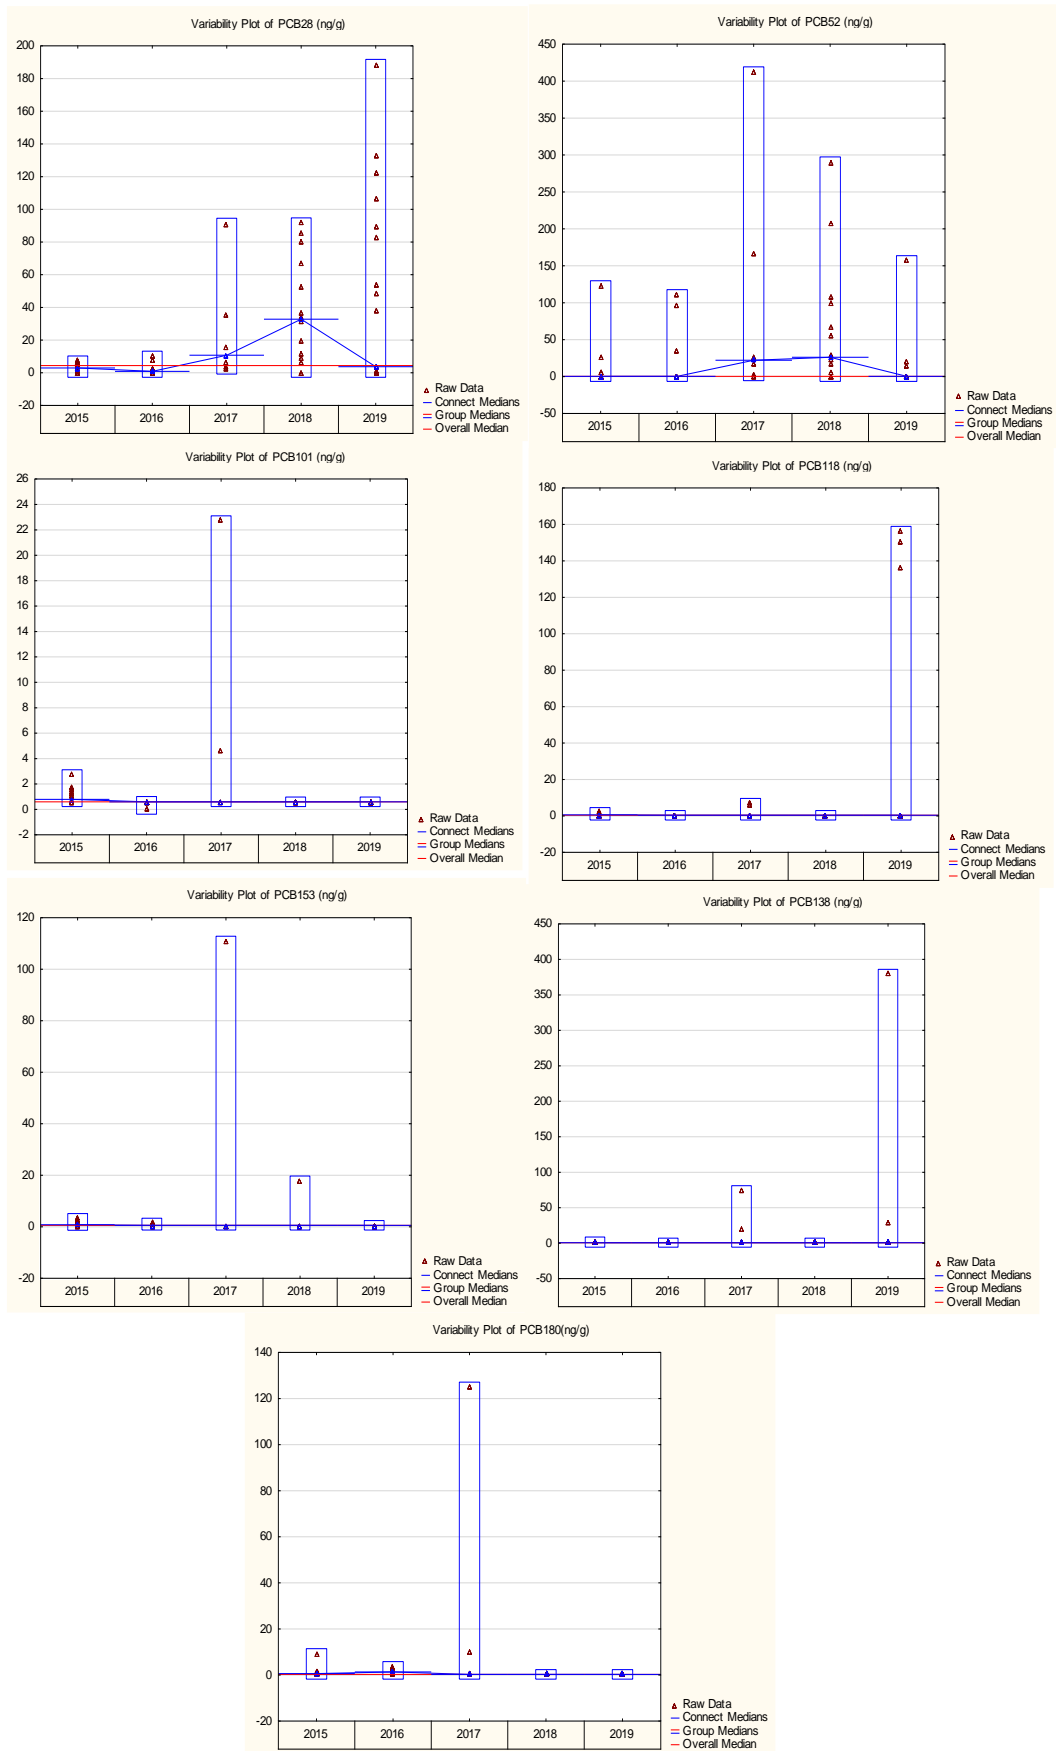 Variability Plot of PCB28 (ng/g)
200
180
160
140
120
100
80
60
40
20
0
-20
2015 2016 2017 2018 2019
Raw Data
Connect Medians
Group Medians
Overall Median
Variability Plot of PCB52 (ng/g)
450
400
350
300
250
200
150
100
50
0
-50
2015 2016 2017 2018 2019
Raw Data
Connect Medians
Group Medians
Overall Median
Variability Plot of PCB101 (ng/g)
26
24
22
20
18
16
14
12
10
8
6
4
2
0
-2
2015 2016 2017 2018 2019
Raw Data
Connect Medians
Group Medians
Overall Median
Variability Plot of PCB118 (ng/g)
180
160
140
120
100
80
60
40
20
0
-20
2015 2016 2017 2018 2019
Raw Data
Connect Medians
Group Medians
Overall Median
Variability Plot of PCB153 (ng/g)
120
100
80
60
40
20
0
-20
2015 2016 2017 2018 2019
Raw Data
Connect Medians
Group Medians
Overall Median
Variability Plot of PCB138 (ng/g)
450
400
350
300
250
200
150
100
50
0
-50
2015 2016 2017 2018 2019
Raw Data
Connect Medians
Group Medians
Overall Median
Variability Plot of PCB180(ng/g)
140
120
100
80
60
40
20
0
-20
2015 2016 2017 2018 2019
Raw Data
Connect Medians
Group Medians
Overall Median